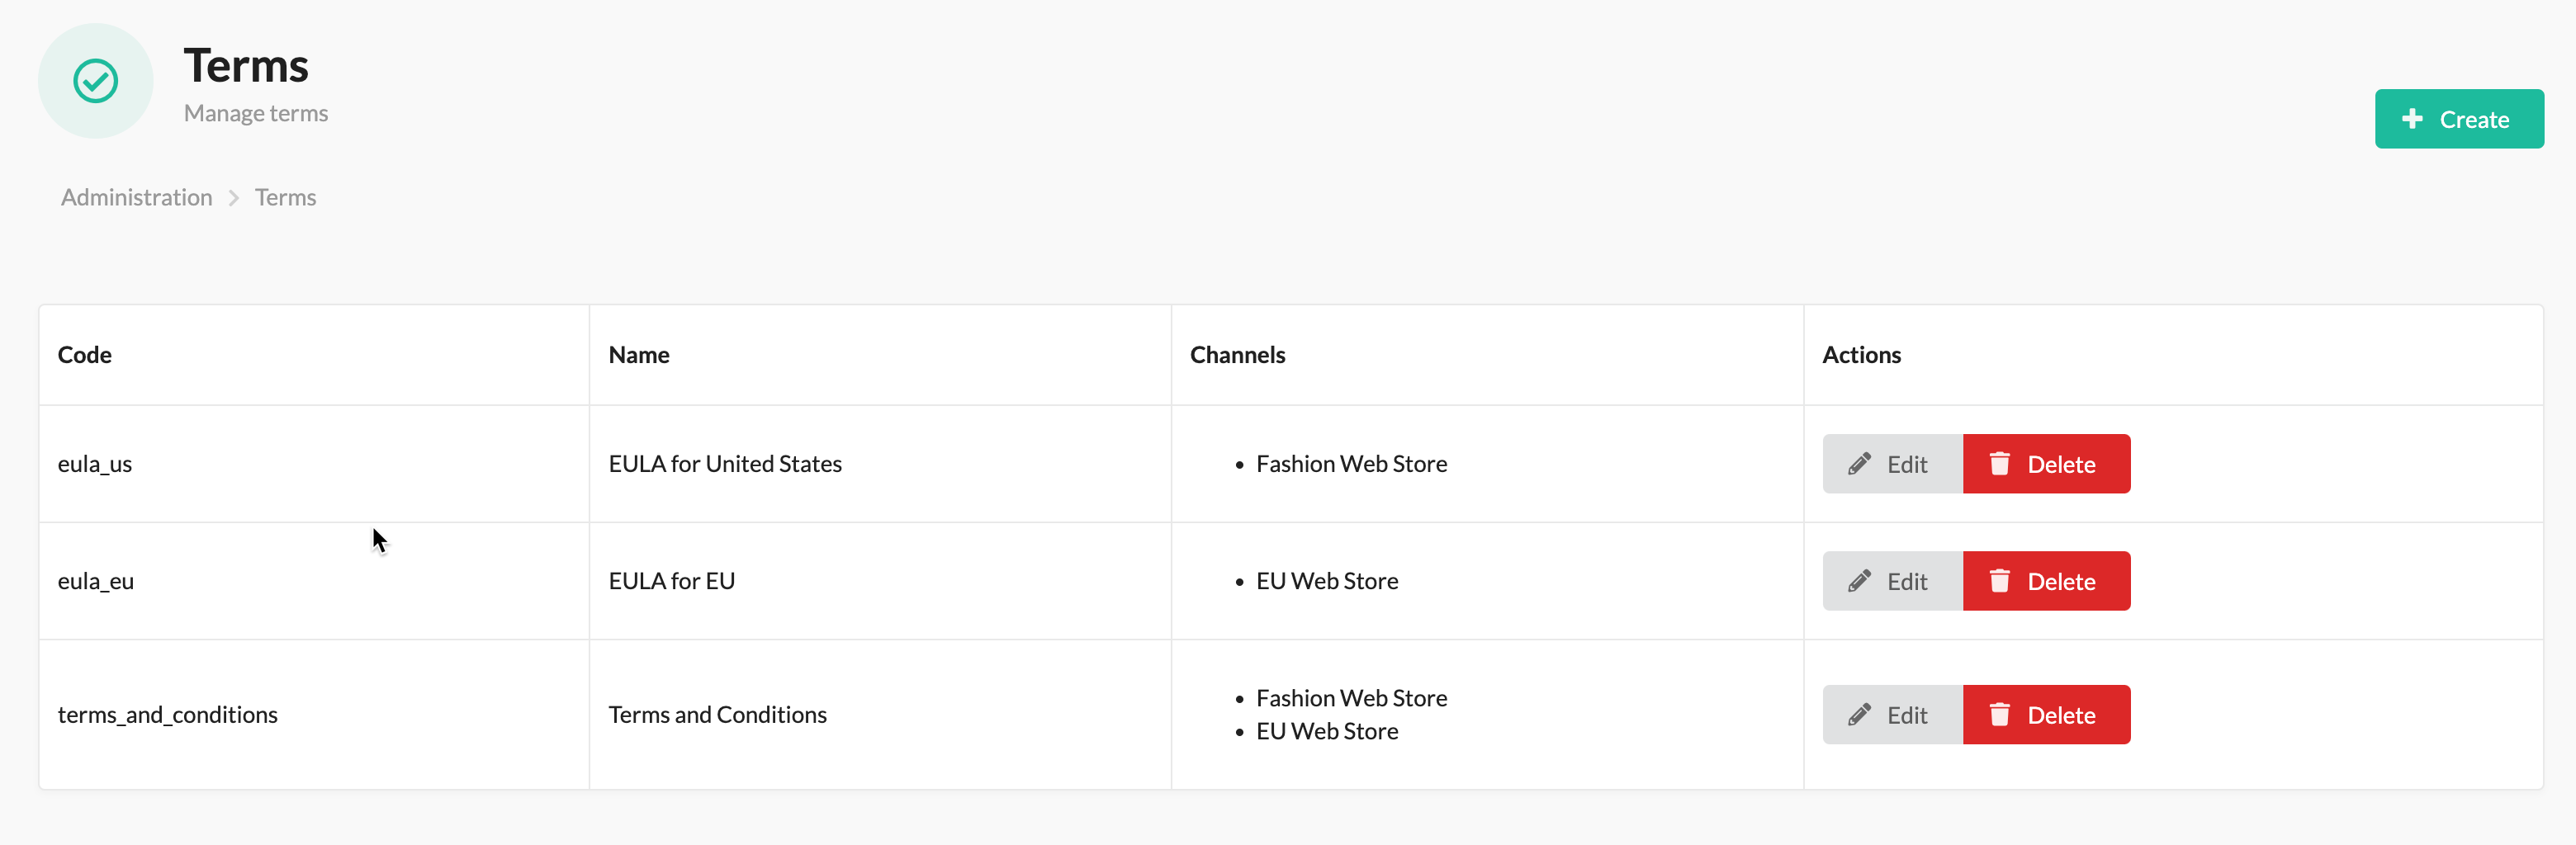 Terms
Manage terms
Create
Administration Terms
Code Name Channels Actions
eula_us EULA for United States Fashion Web Store Edit Delete
eula_eu EULA for EU EU Web Store Edit Delete
terms_and_conditions Terms and Conditions Fashion Web Store Edit Delete
EU Web Store